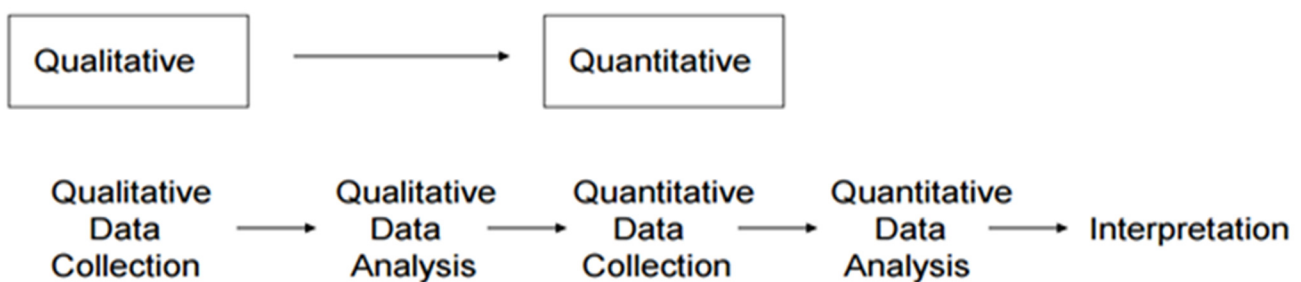 Qualitative
Quantitative
Qualitative
Data
Collection
Qualitative
Data
Analysis
Quantitative
Data
Collection
Quantitative
Data
Analysis
Interpretation